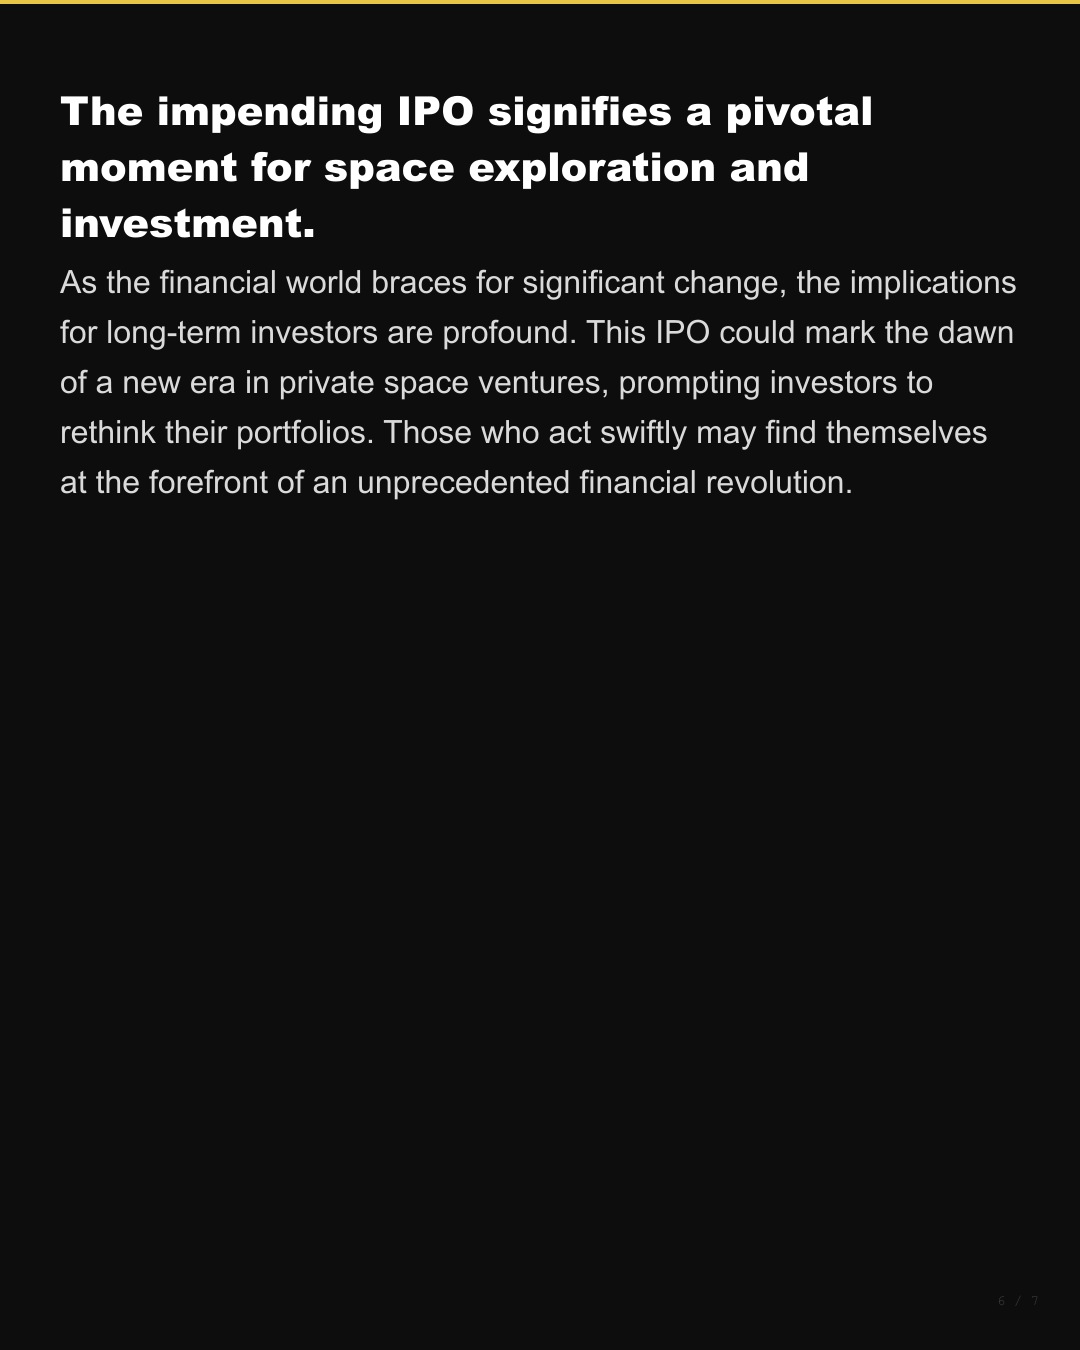 The impending IPO signifies a pivotal
moment for space exploration and
investment.
As the financial world braces for significant change, the implications
for long-term investors are profound. This IPO could mark the dawn
of a new era in private space ventures, prompting investors to
rethink their portfolios. Those who act swiftly may find themselves
at the forefront of an unprecedented financial revolution.
6 / 7